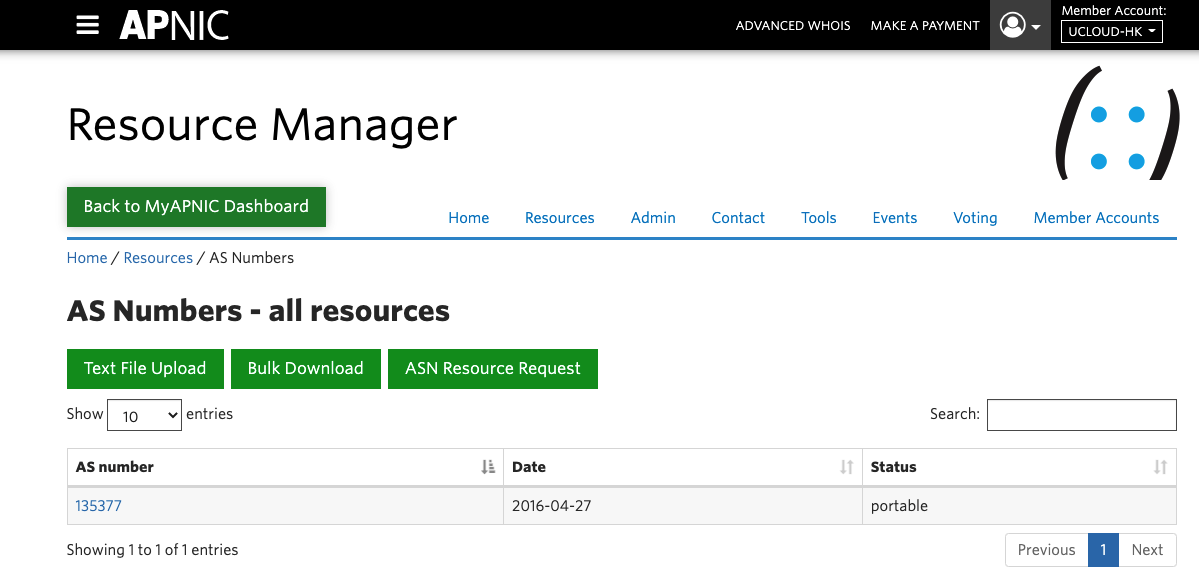 APNIC
ADVANCED WHOIS
MAKE A PAYMENT
Member Account:
UCLOUD-HK
Resource Manager
(::)
Back to MyAPNIC Dashboard
Home Resources Admin Contact Tools Events Voting Member Accounts
Home / Resources / AS Numbers
AS Numbers - all resources
Text File Upload Bulk Download ASN Resource Request
Show 10 entries Search:
AS number Date Status
135377 2016-04-27 portable
Showing 1 to 1 of 1 entries Previous 1 Next